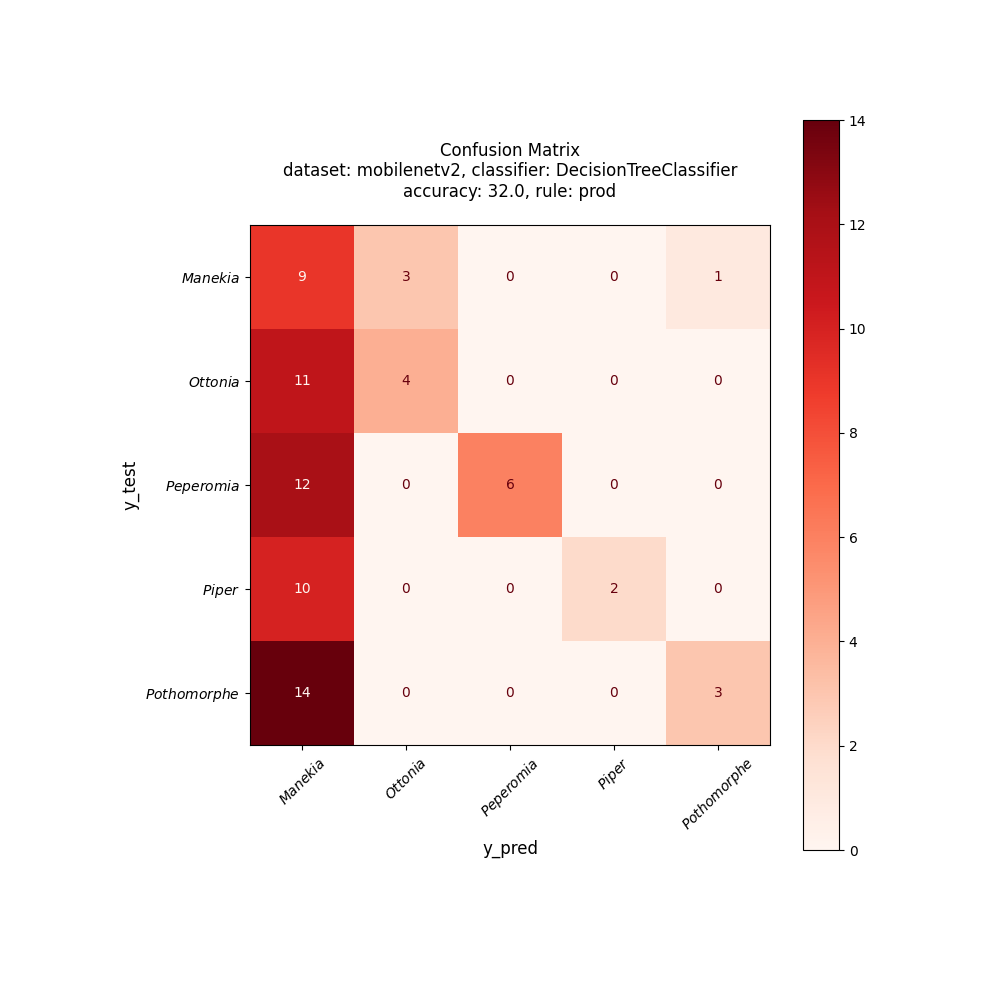 Confusion Matrix
dataset: mobilenetv2, classifier: DecisionTreeClassifier
accuracy: 32.0, rule: prod
14
12
10
8
6
4
2
0
y_test
Manekia 9 3 0 0 1
Ottonia 11 4 0 0 0
Peperomia 12 0 6 0 0
Piper 10 0 0 2 0
Pothomorphe 14 0 0 0 3
Manekia Ottonia Peperomia Piper Pothomorphe
y_pred